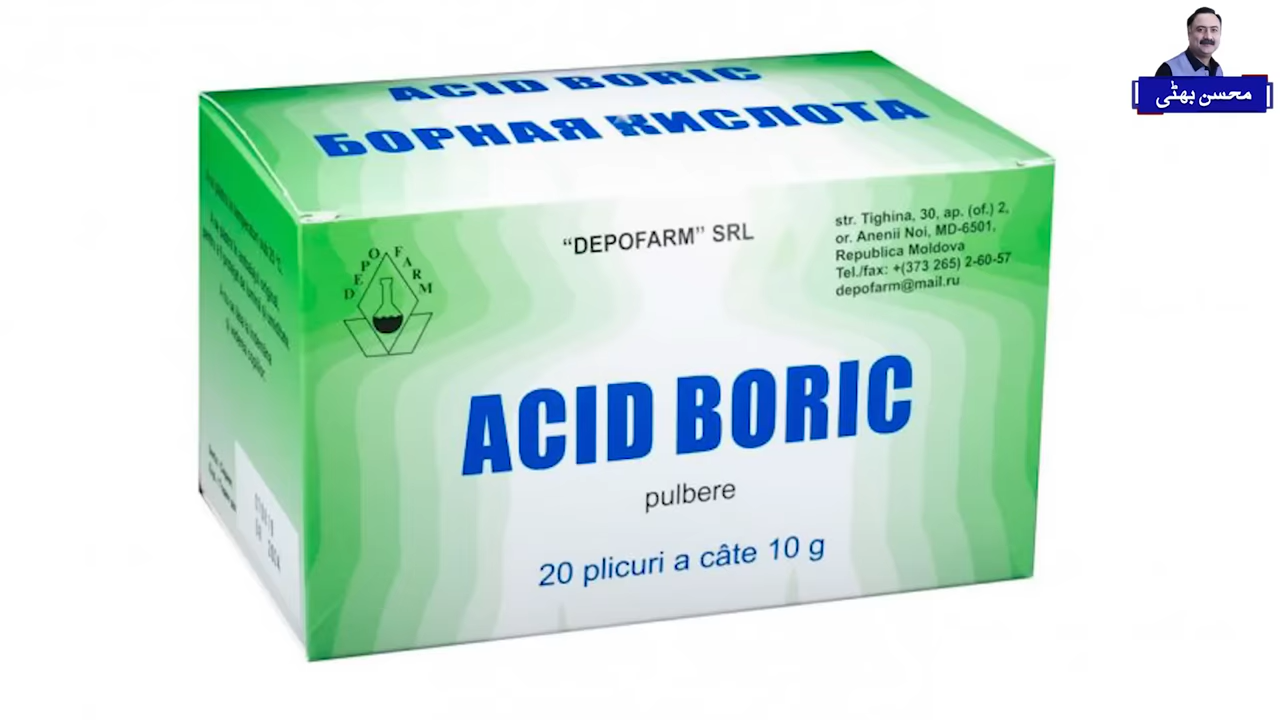 محسن بھٹی
ACID BORIC
БОРНАЯ КИСЛОТА
"DEPOFARM" SRL
str. Tighina, 30, ap. (of.) 2,
or. Anenii Noi, MD-6501,
Republica Moldova
Tel./fax: +(373 265) 2-60-57
depofarm@mail.ru
DEPOFARM
ACID BORIC
pulbere
20 plicuri a câte 10 g